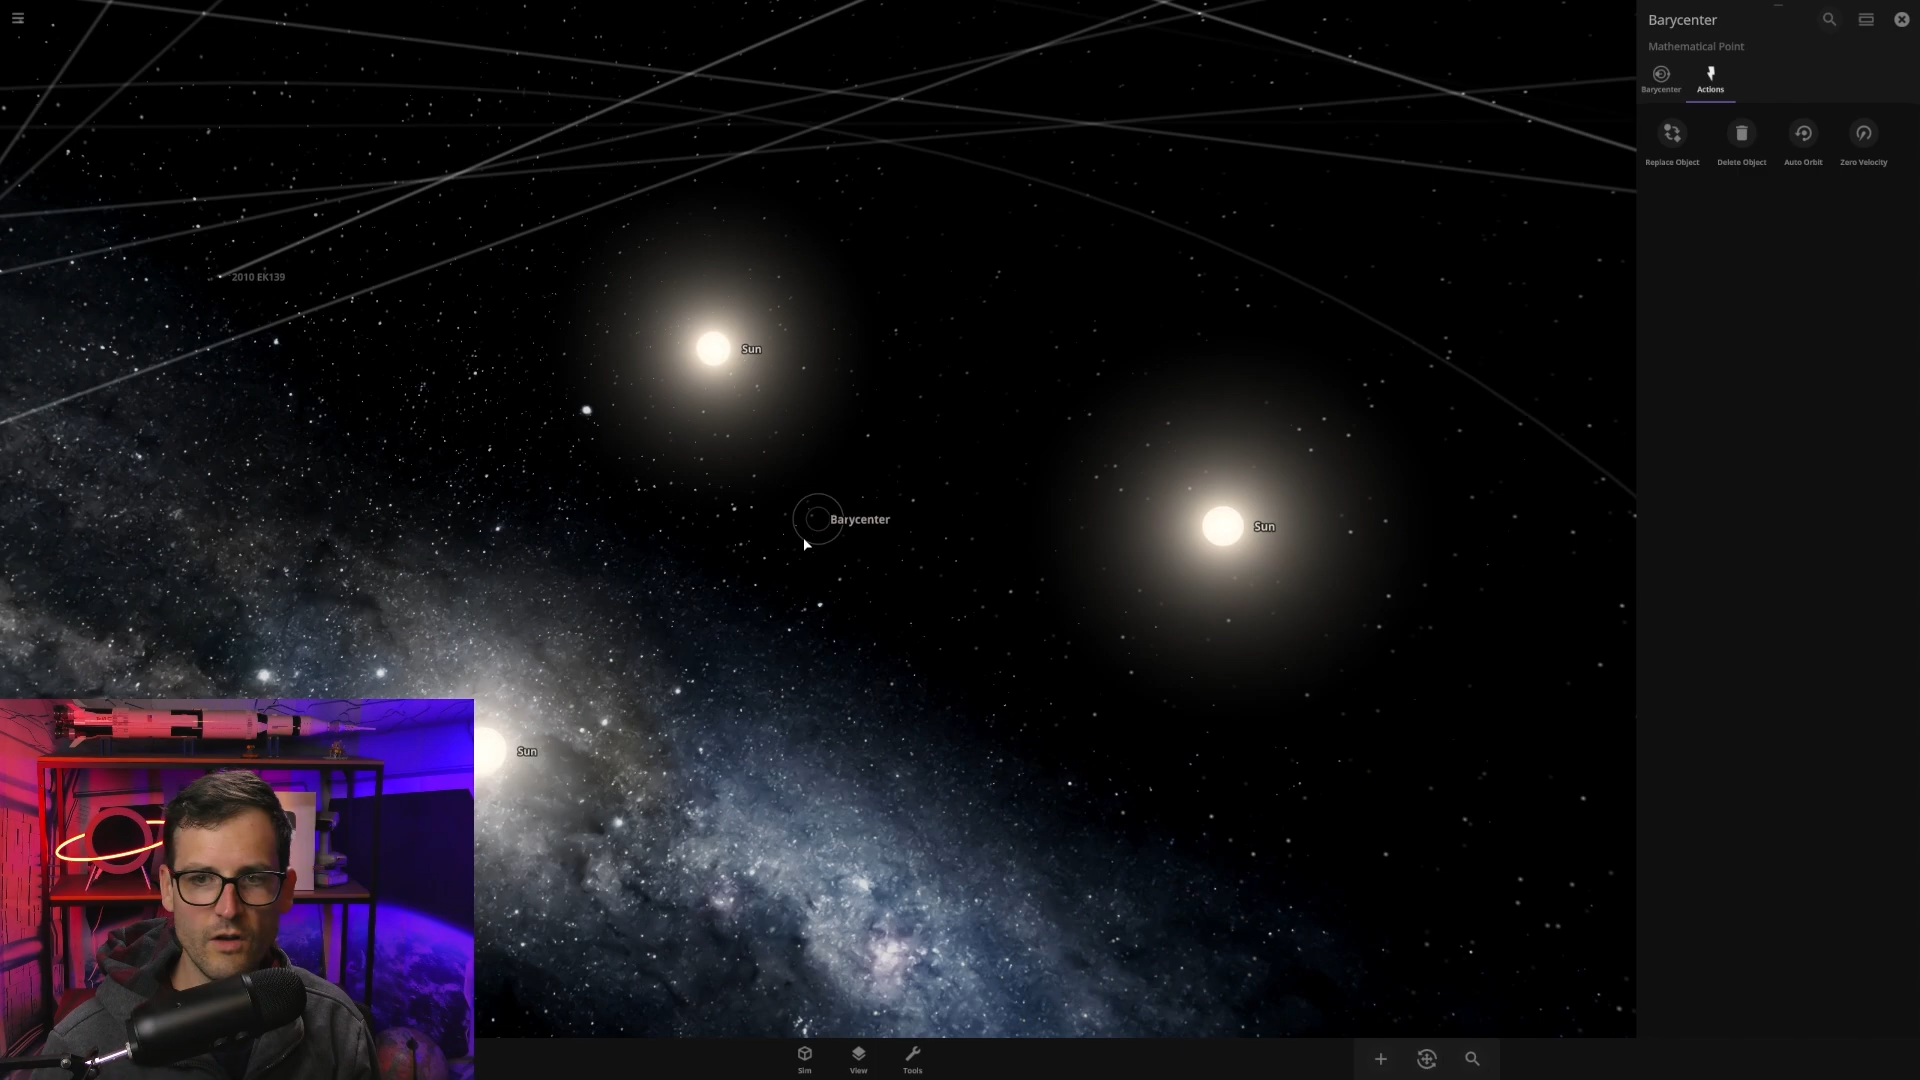 Barycenter
Mathematical Point
Barycenter
Actions
Replace Object
Delete Object
Auto Orbit
Zero Velocity
2010 EK139
Sun
Barycenter
Sun
Sun
Sim
View
Tools